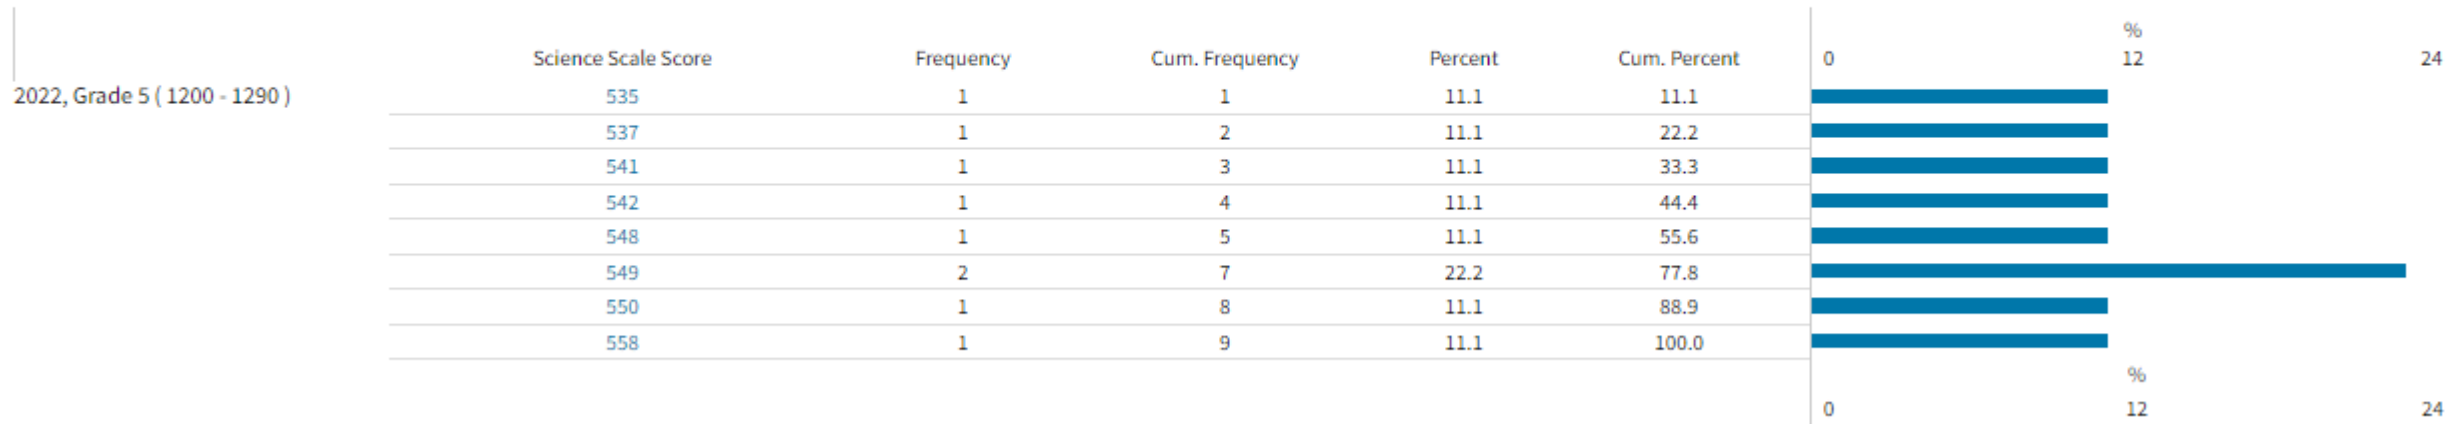 %
Science Scale Score Frequency Cum. Frequency Percent Cum. Percent 0 12 24
2022, Grade 5 ( 1200 - 1290 ) 535 1 1 11.1 11.1
537 1 2 11.1 22.2
541 1 3 11.1 33.3
542 1 4 11.1 44.4
548 1 5 11.1 55.6
549 2 7 22.2 77.8
550 1 8 11.1 88.9
558 1 9 11.1 100.0
%
0 12 24